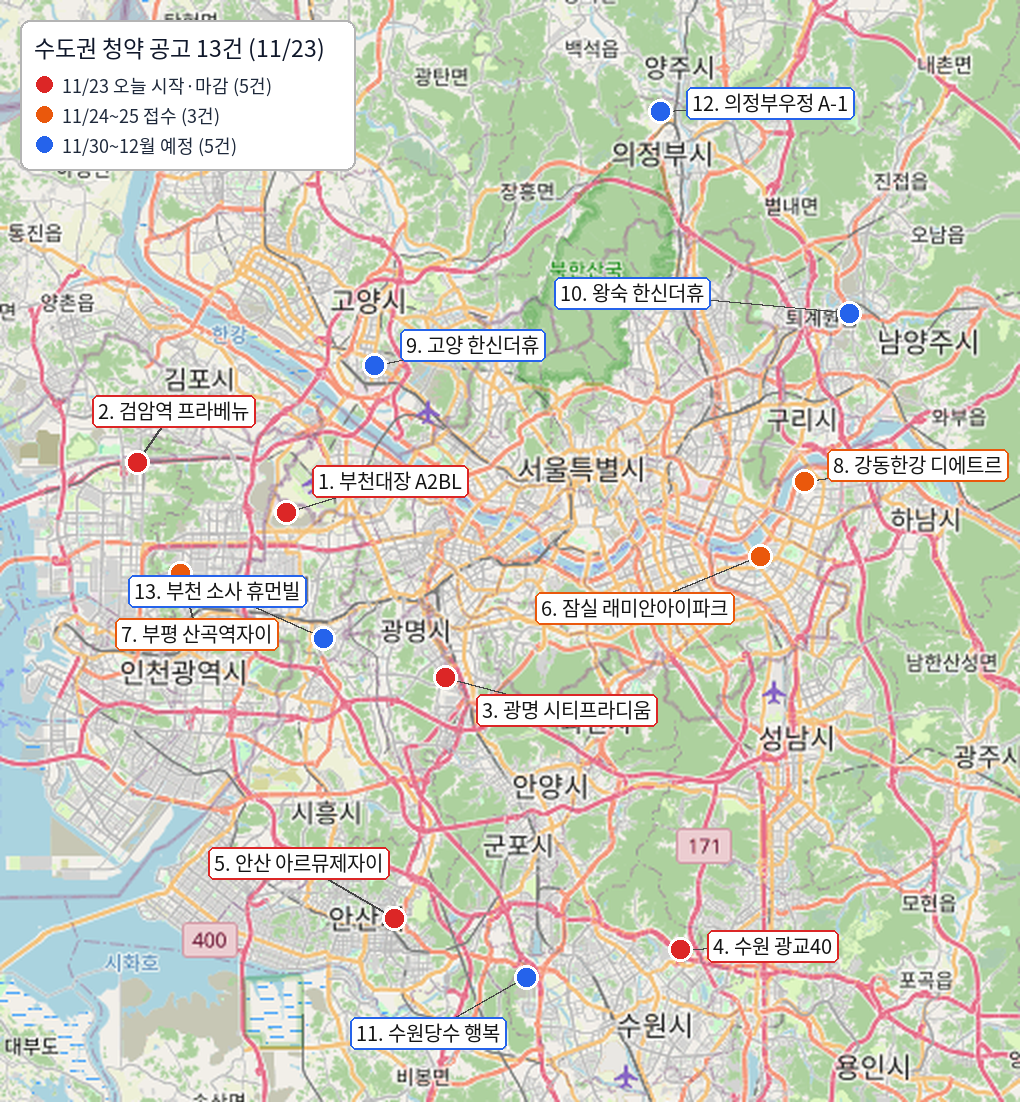 수도권 청약 공고 13건 (11/23)
11/23 오늘 시작·마감 (5건)
11/24~25 접수 (3건)
11/30~12월 예정 (5건)
백석읍
양주시
내촌면
광탄면
12. 의정부우정 A-1
의정부시
장흥면
진접읍
별내면
통진읍
오남읍
북한산국
10. 왕숙 한신더휴
양촌읍
면
고양시
퇴계원
한강
남양주시
9. 고양 한신더휴
김포시
2. 검암역 프라베뉴
구리시
와부읍
서울특별시
8. 강동한강 디에트르
1. 부천대장 A2BL
하남시
13. 부천 소사 휴먼빌
6. 잠실 래미안아이파크
7. 부평 산곡역자이
광명시
인천광역시
남한산성면
3. 광명 시티프라디움
성남시
광주시
안양시
시흥시
군포시
171
5. 안산 아르뮤제자이
안산
모현읍
400
4. 수원 광교40
시화호
포곡읍
11. 수원당수 행복
수원시
대부도
용인시
비봉면